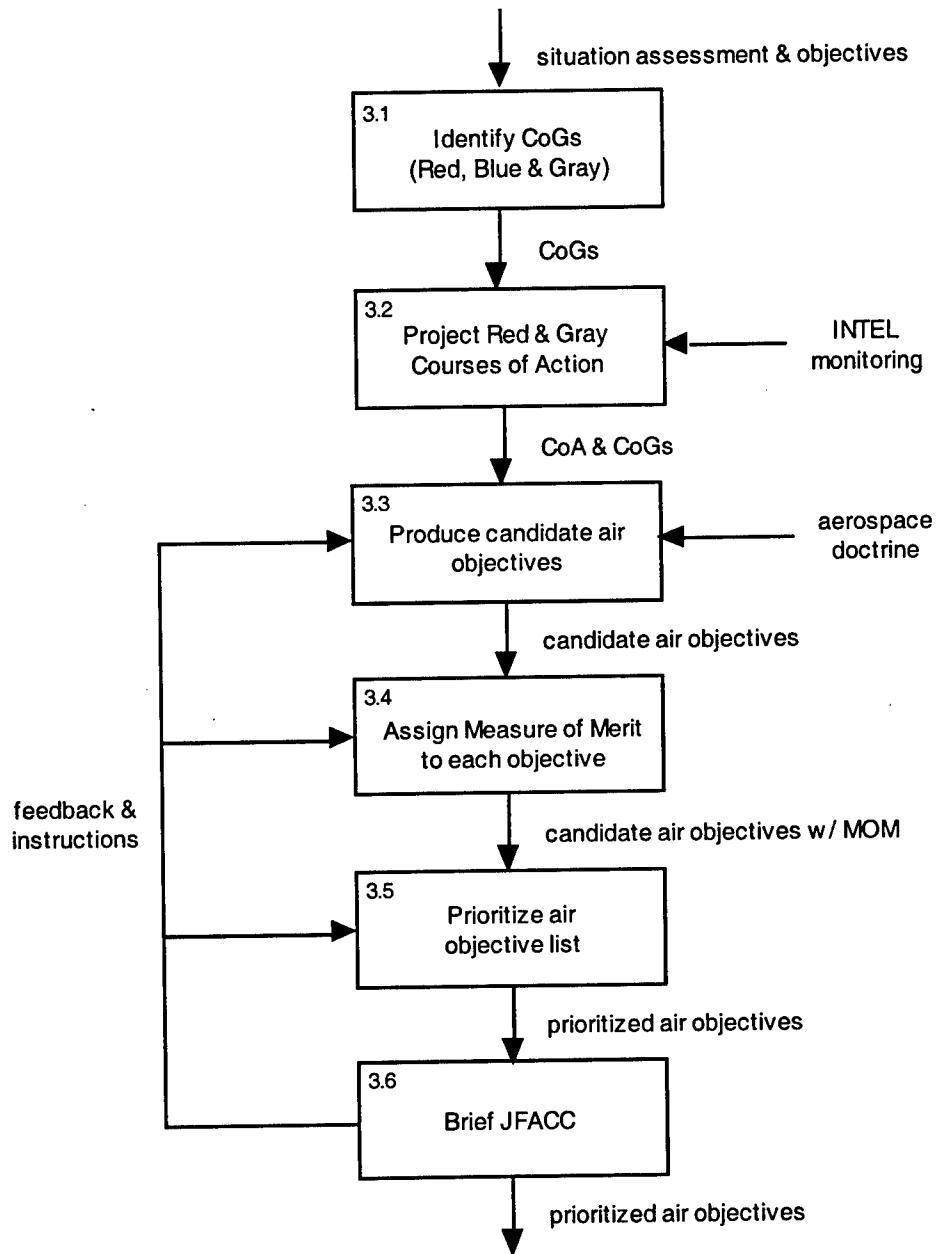 situation assessment & objectives
3.1
Identify CoGs
(Red, Blue & Gray)
CoGs
3.2
Project Red & Gray
Courses of Action
INTEL
monitoring
CoA & CoGs
3.3
Produce candidate air
objectives
aerospace
doctrine
candidate air objectives
3.4
Assign Measure of Merit
to each objective
feedback &
instructions
candidate air objectives w/ MOM
3.5
Prioritize air
objective list
prioritized air objectives
3.6
Brief JFACC
prioritized air objectives